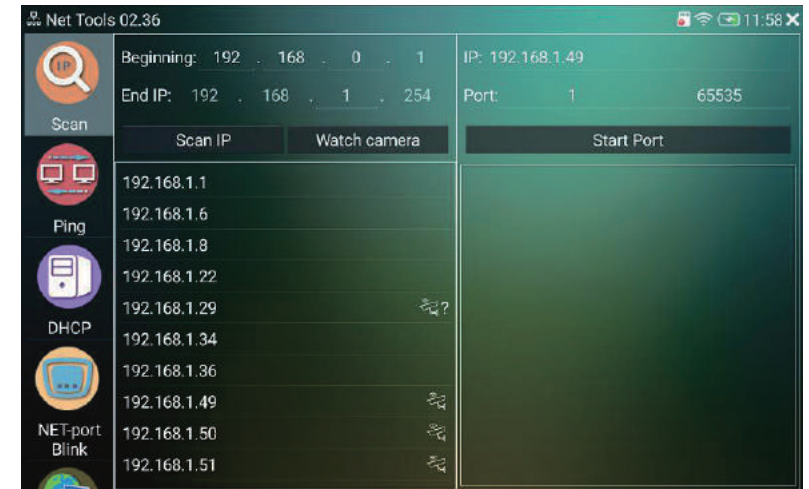 Net Tools 02.36
11:58
Beginning: 192 . 168 . 0 . 1
End IP: 192 . 168 . 1 . 254
IP: 192.168.1.49
Port: 1 65535
Scan IP
Watch camera
Start Port
IP
Scan
Ping
DHCP
NET-port
Blink
192.168.1.1
192.168.1.6
192.168.1.8
192.168.1.22
192.168.1.29 ?
192.168.1.34
192.168.1.36
192.168.1.49
192.168.1.50
192.168.1.51